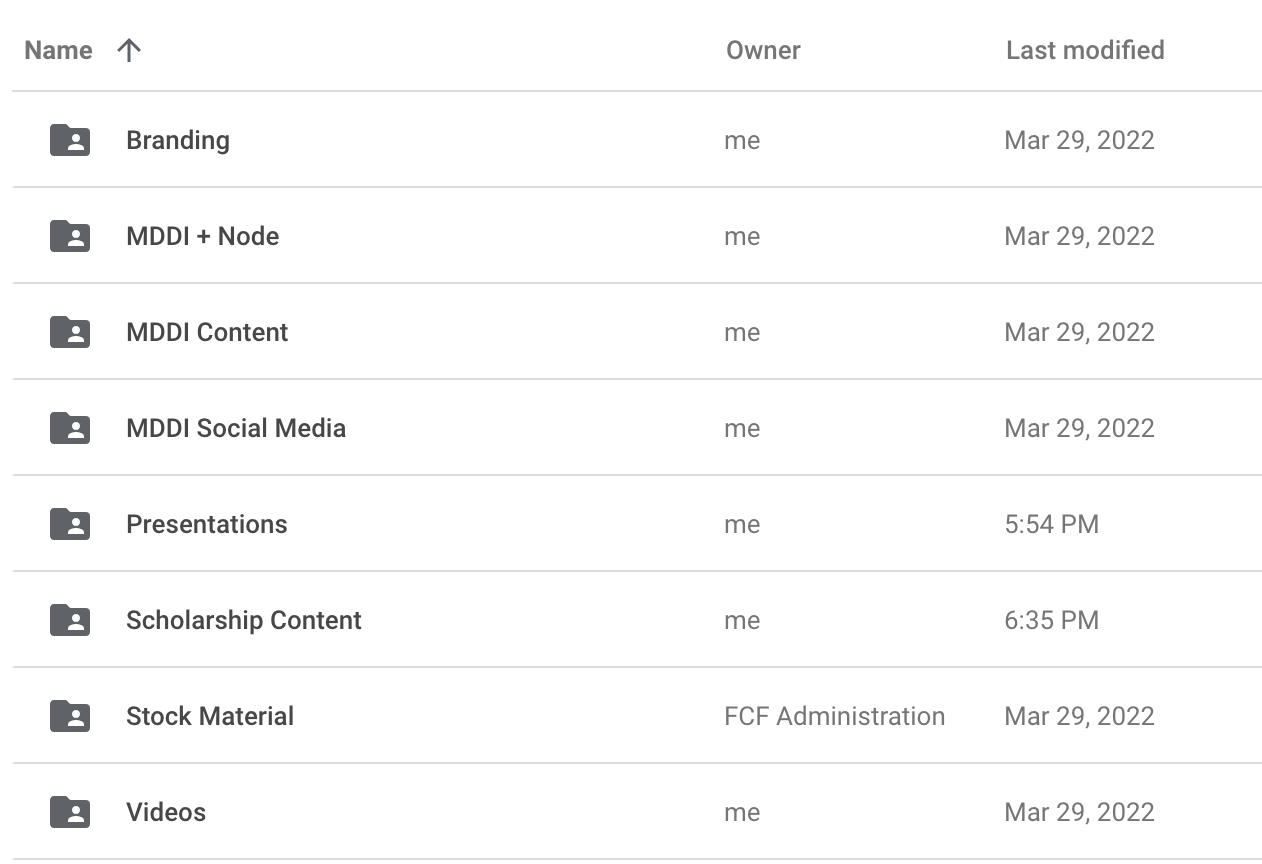 Name Owner Last modified
Branding me Mar 29, 2022
MDDI + Node me Mar 29, 2022
MDDI Content me Mar 29, 2022
MDDI Social Media me Mar 29, 2022
Presentations me 5:54 PM
Scholarship Content me 6:35 PM
Stock Material FCF Administration Mar 29, 2022
Videos me Mar 29, 2022